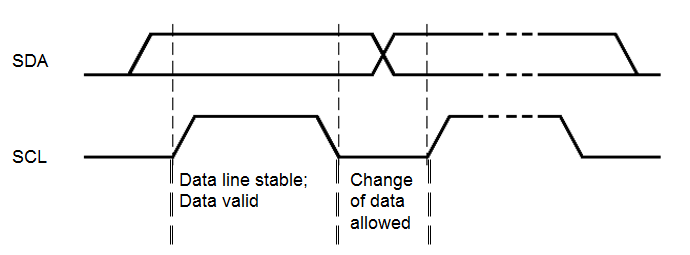 SDA
SCL
Data line stable;
Data valid
Change
of data
allowed